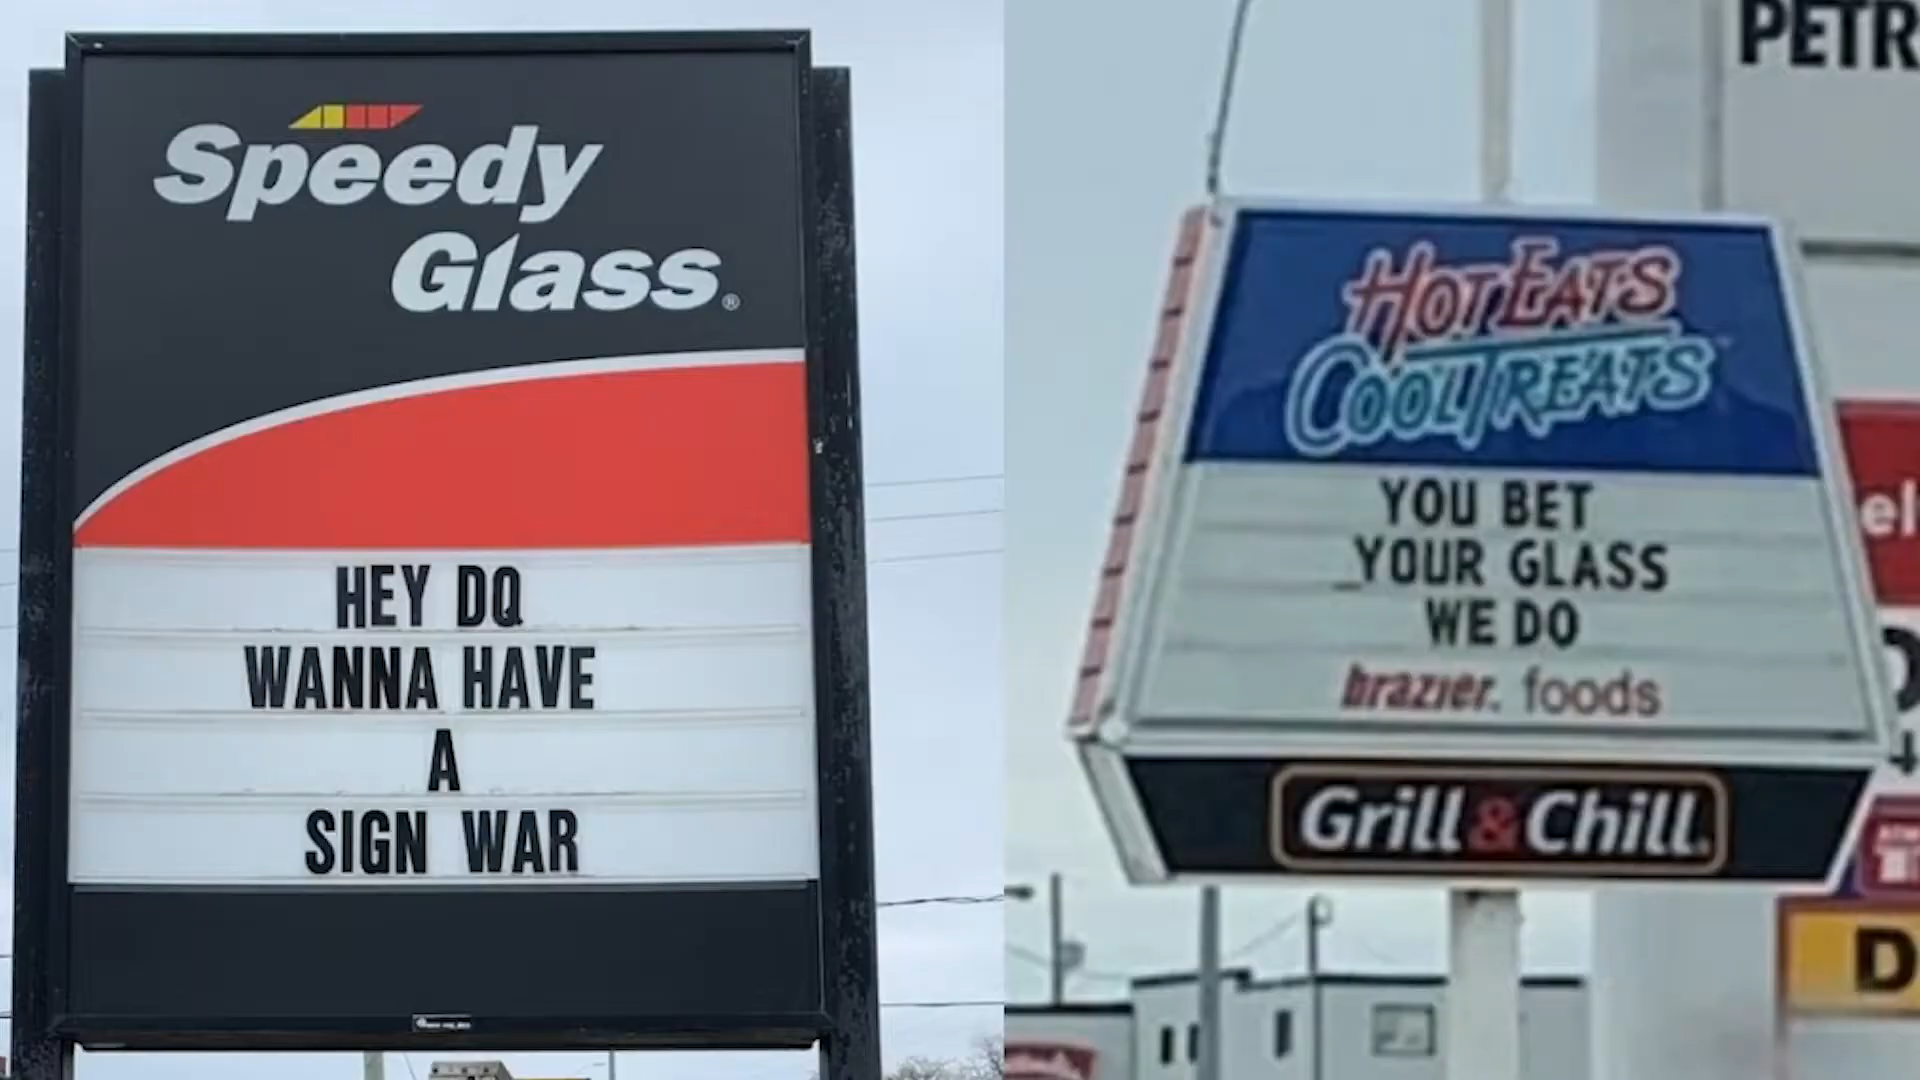 Speedy
Glass®
HEY DQ
WANNA HAVE
A
SIGN WAR
PETR
HOT EATS
COOL TREATS
YOU BET
YOUR GLASS
WE DO
brazier. foods
Grill & Chill
el
D